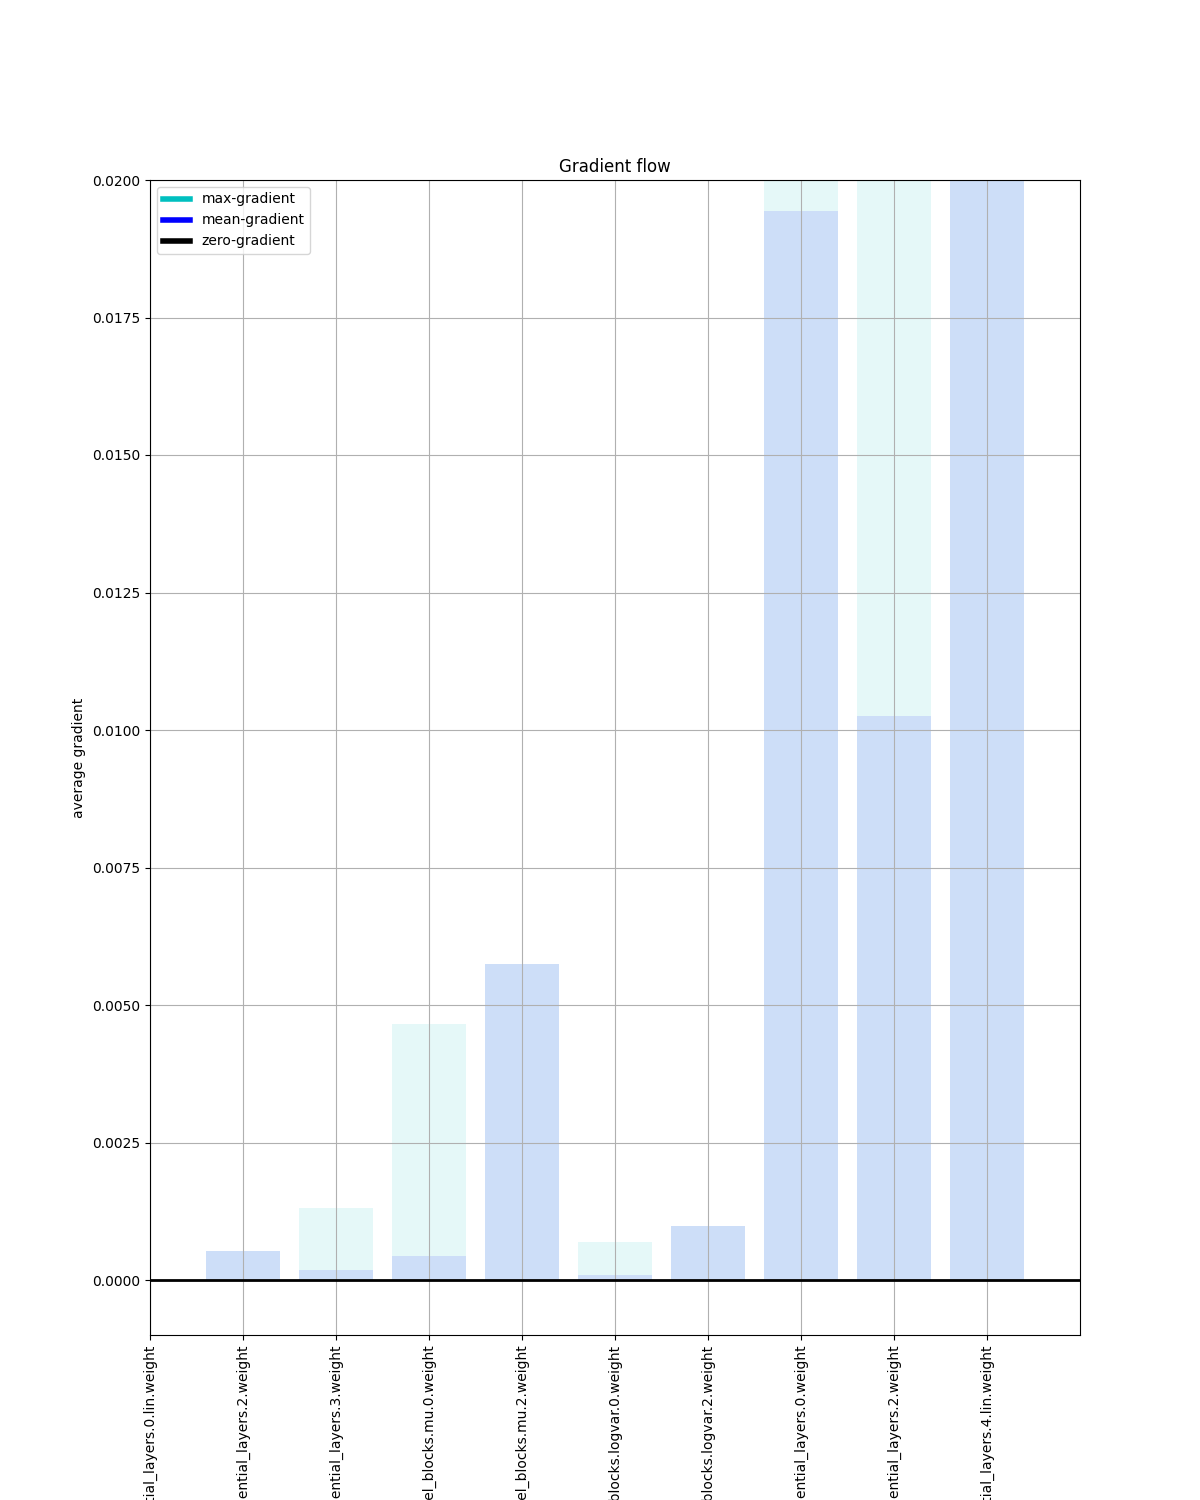 Gradient flow
max-gradient
mean-gradient
zero-gradient
0.0200
0.0175
0.0150
0.0125
0.0100
0.0075
0.0050
0.0025
0.0000
average gradient
tial_layers.0.lin.weight
ential_layers.2.weight
ential_layers.3.weight
el_blocks.mu.0.weight
el_blocks.mu.2.weight
blocks.logvar.0.weight
blocks.logvar.2.weight
ential_layers.0.weight
ential_layers.2.weight
tial_layers.4.lin.weight